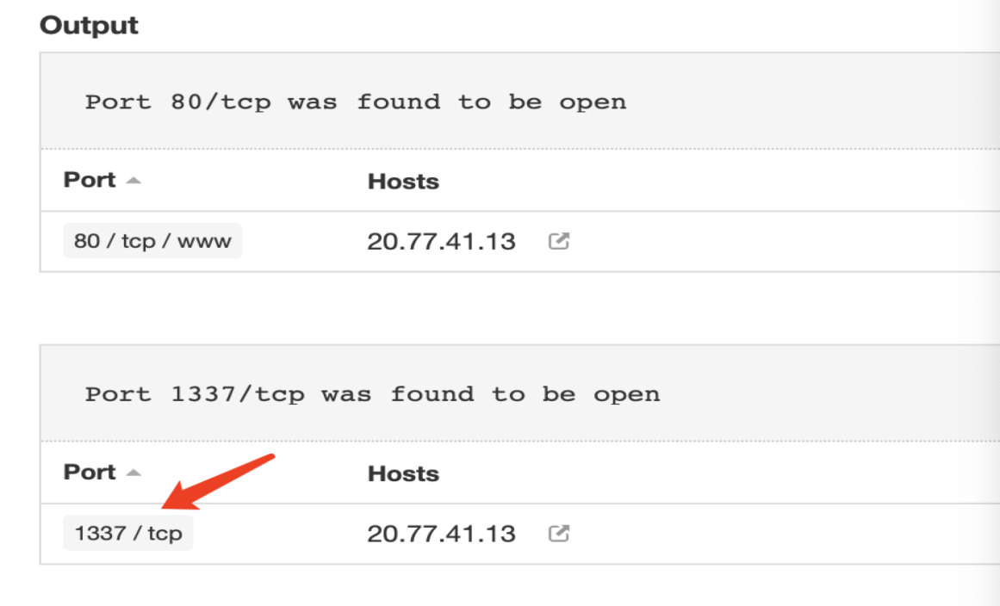 Output
Port 80/tcp was found to be open
Port Hosts
80 / tcp / www 20.77.41.13
Port 1337/tcp was found to be open
Port Hosts
1337 / tcp 20.77.41.13